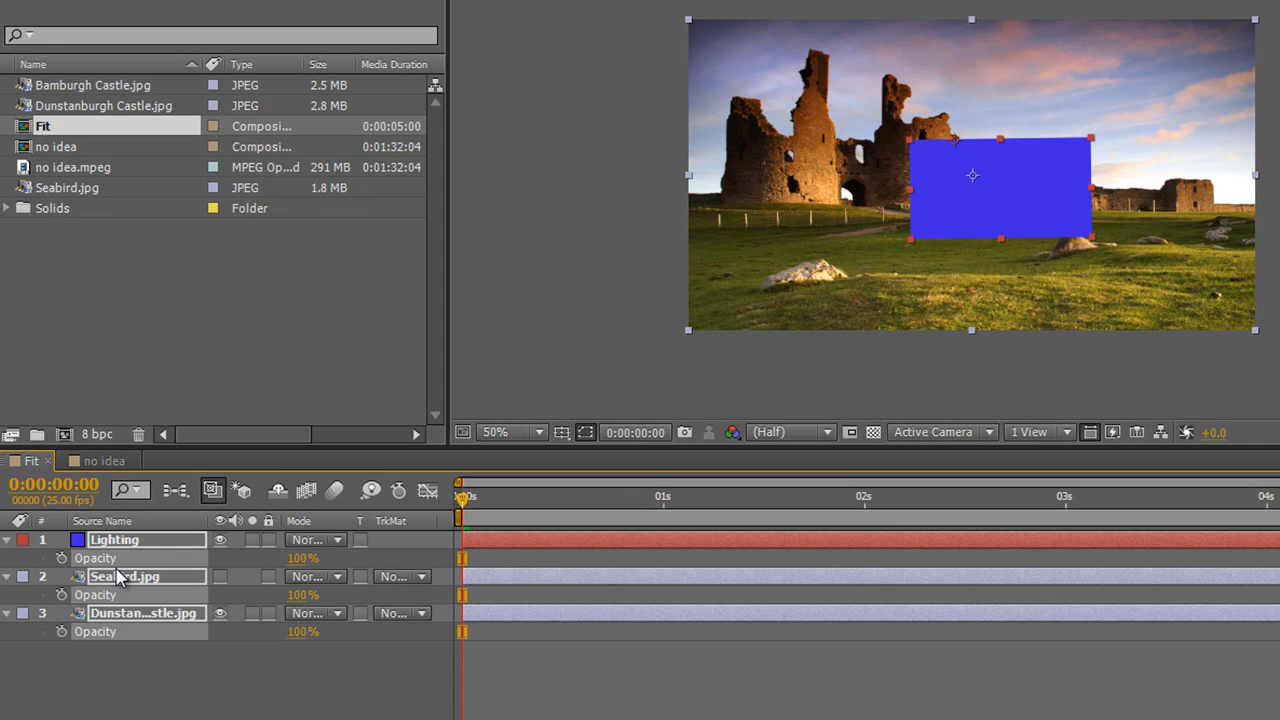 Name Type Size Media Duration
Bamburgh Castle.jpg JPEG 2.5 MB
Dunstanburgh Castle.jpg JPEG 2.8 MB
Fit Composi... 0:00:05:00
no idea Composi... 0:01:32:04
no idea.mpeg MPEG Op...d 291 MB 0:01:32:04
Seabird.jpg JPEG 1.8 MB
Solids Folder
8 bpc
50% 0:00:00:00 (Half) Active Camera 1 View +0.0
Fit × no idea
0:00:00:00
00000 (25.00 fps)
00s 01s 02s 03s 04s
# Source Name Mode T TrkMat
1 Lighting Nor...
Opacity 100%
2 Nor... No...
Opacity 100%
3 Dunstan...stle.jpg Nor... No...
Opacity 100%